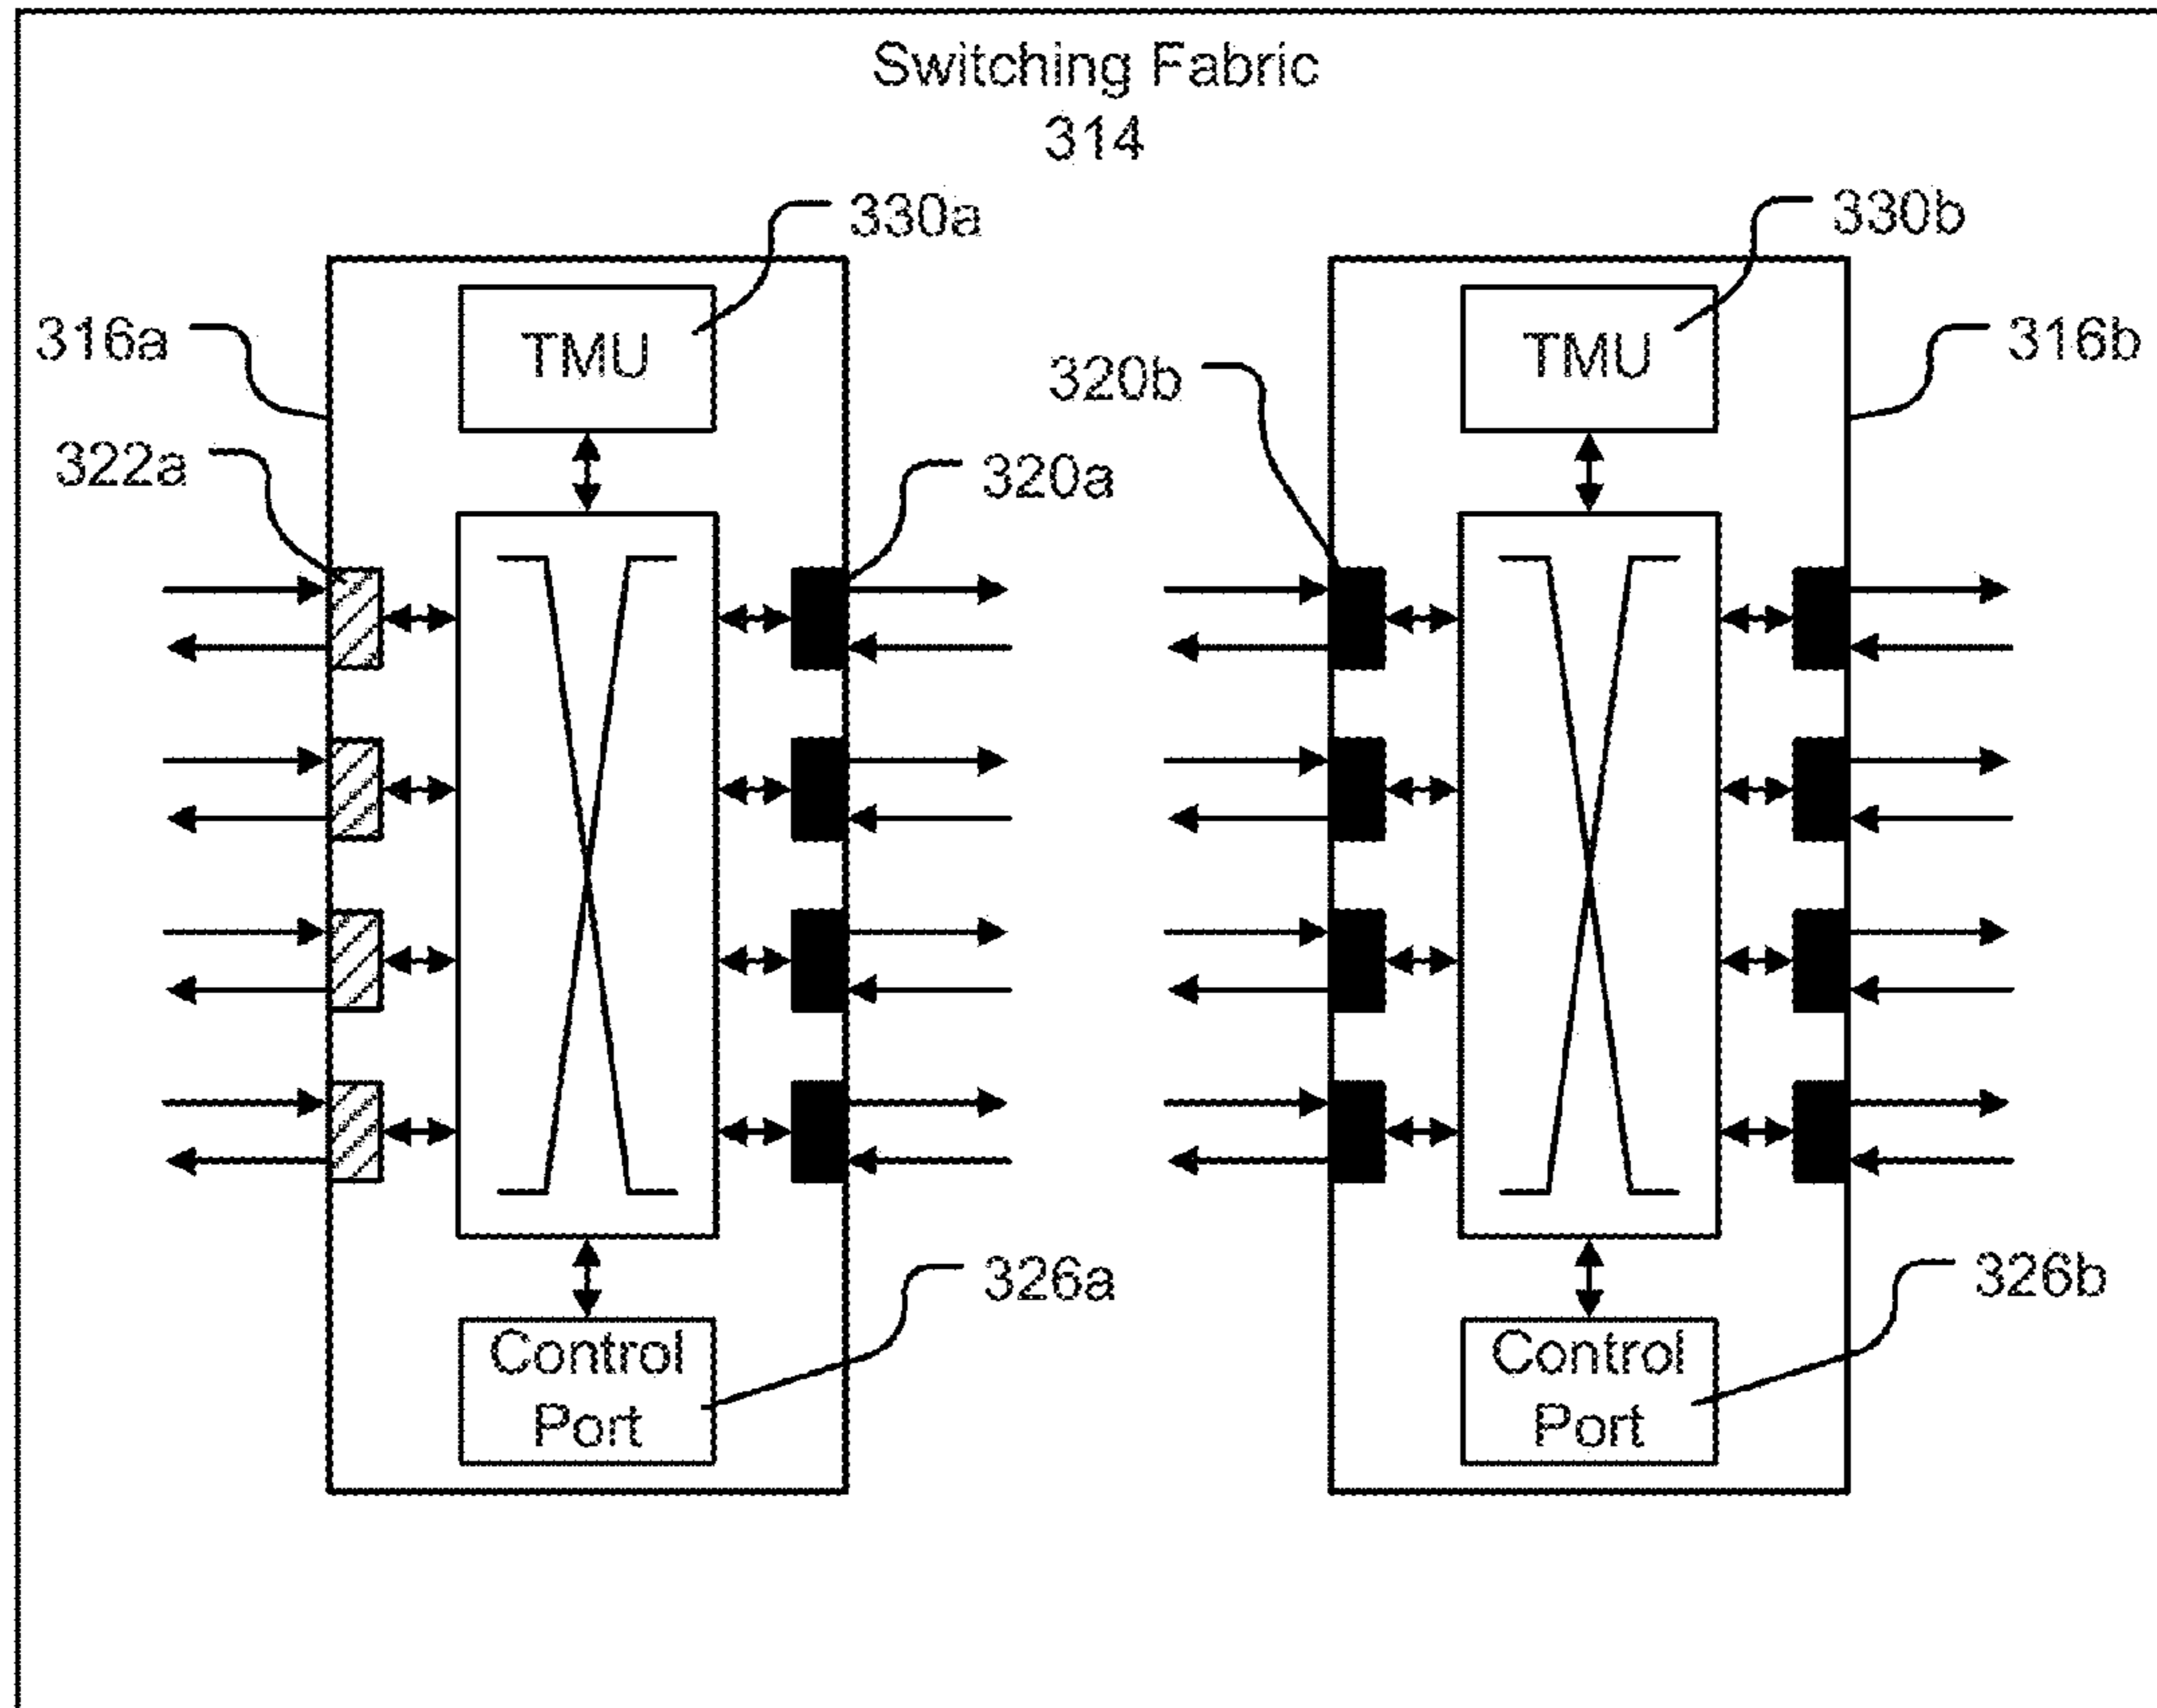 Switching Fabric
314
330a
330b
316a
TMU
TMU
316b
320b
322a
320a
326a
326b
Control
Port
Control
Port